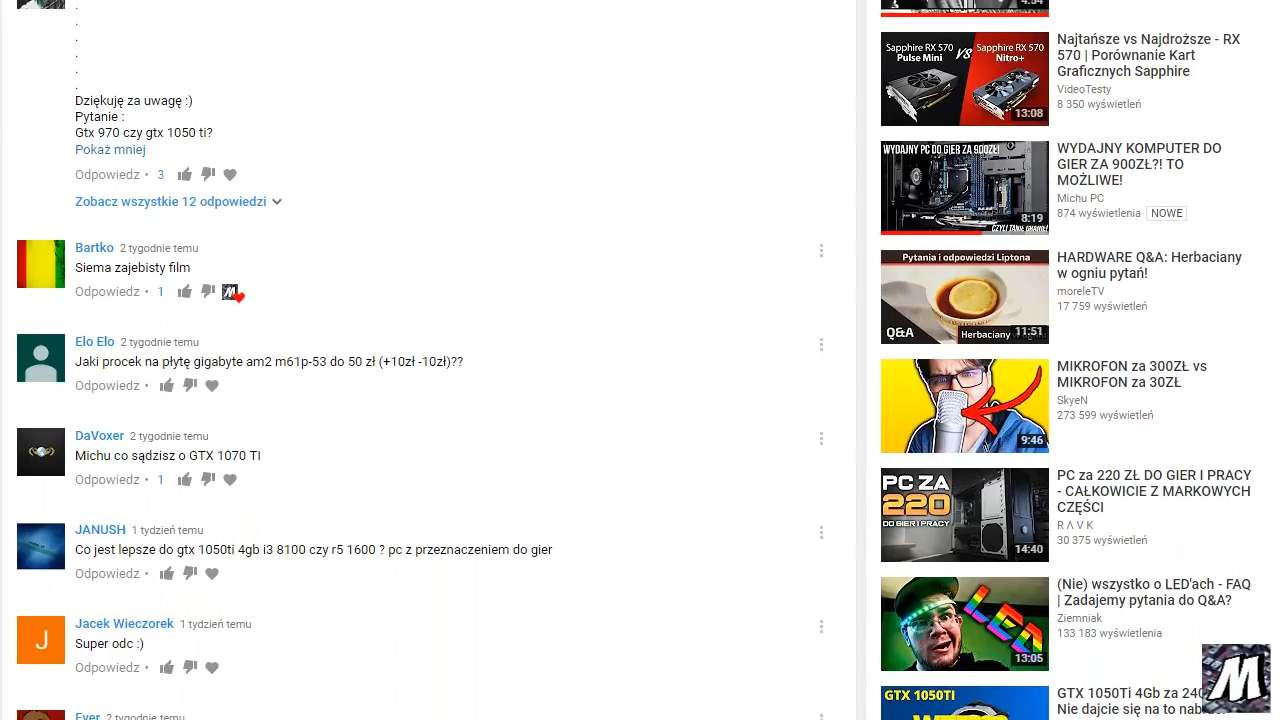 .
.
.
.
.
.
Dziękuję za uwagę :)
Pytanie :
Gtx 970 czy gtx 1050 ti?
Pokaż mniej
Odpowiedz • 3
Zobacz wszystkie 12 odpowiedzi
Bartko 2 tygodnie temu
Siema zajebisty film
Odpowiedz • 1
Elo Elo 2 tygodnie temu
Jaki procek na płytę gigabyte am2 m61p-53 do 50 zł (+10zł -10zł)??
Odpowiedz •
DaVoxer 2 tygodnie temu
Michu co sądzisz o GTX 1070 TI
Odpowiedz • 1
JANUSH 1 tydzień temu
Co jest lepsze do gtx 1050ti 4gb i3 8100 czy r5 1600 ? pc z przeznaczeniem do gier
Odpowiedz •
J
Jacek Wieczorek 1 tydzień temu
Super odc :)
Odpowiedz •
2 tygodnie temu
4:54
Sapphire RX 570
Pulse Mini
VS
Sapphire RX 570
Nitro+
13:08
Najtańsze vs Najdroższe - RX
570 | Porównanie Kart
Graficznych Sapphire
VideoTesty
8 350 wyświetleń
WYDAJNY PC DO GIER ZA 900ZŁ!
8:19
CZYLI TANIE GRANIE!
WYDAJNY KOMPUTER DO
GIER ZA 900ZŁ?! TO
MOŻLIWE!
Michu PC
874 wyświetlenia NOWE
Pytania i odpowiedzi Liptona
Q&A
Herbaciany
11:51
HARDWARE Q&A: Herbaciany
w ogniu pytań!
moreleTV
17 759 wyświetleń
9:46
MIKROFON za 300ZŁ vs
MIKROFON za 30ZŁ
SkyeN
273 599 wyświetleń
PC ZA
220
DO GIER I PRACY
14:40
PC za 220 ZŁ DO GIER I PRACY
- CAŁKOWICIE Z MARKOWYCH
CZĘŚCI
R Λ V K
30 375 wyświetleń
LED
13:05
(Nie) wszystko o LED'ach - FAQ
| Zadajemy pytania do Q&A?
Ziemniak
133 183 wyświetlenia
GTX 1050TI
GTX 1050Ti 4Gb za 240
Nie dajcie się na to nab
M